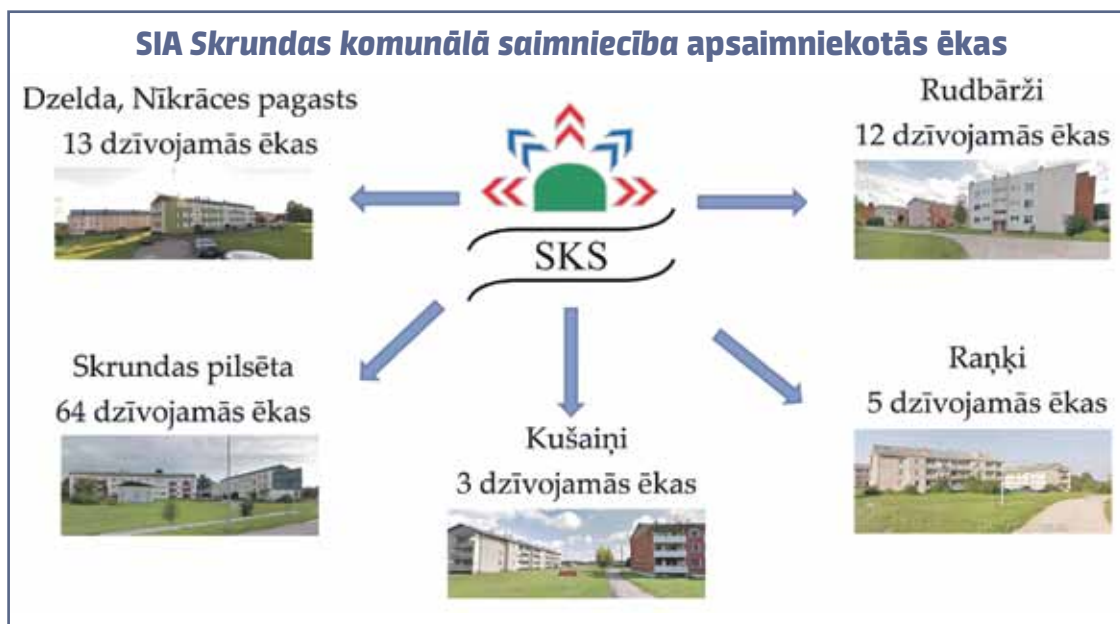 SIA Skrundas komunālā saimniecība apsaimniekotās ēkas
Dzelda, Nīkrāces pagasts
13 dzīvojamās ēkas
Rudbārži
12 dzīvojamās ēkas
SKS
Skrundas pilsēta
64 dzīvojamās ēkas
Kušaiņi
3 dzīvojamās ēkas
Raņķi
5 dzīvojamās ēkas